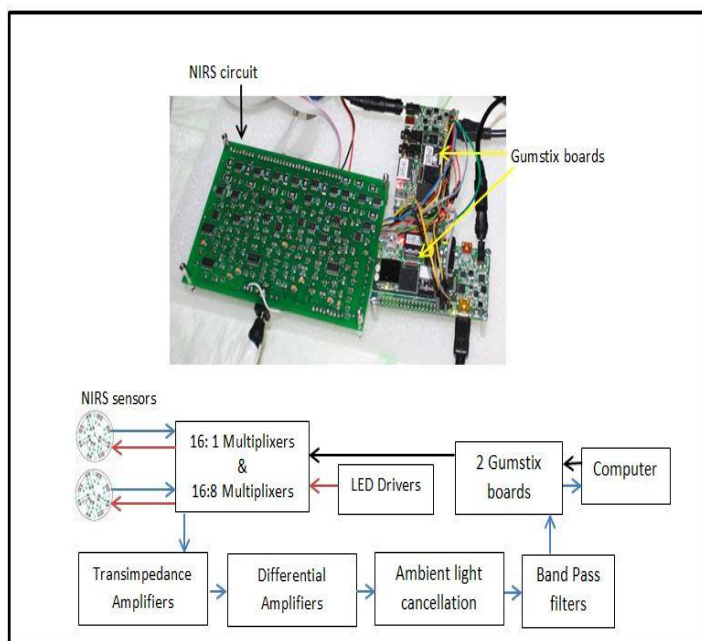 NIRS circuit
Gumstix boards
NIRS sensors
16: 1 Multiplixers
&
16:8 Multiplixers
LED Drivers
2 Gumstix
boards
Computer
Transimpedance
Amplifiers
Differential
Amplifiers
Ambient light
cancellation
Band Pass
filters